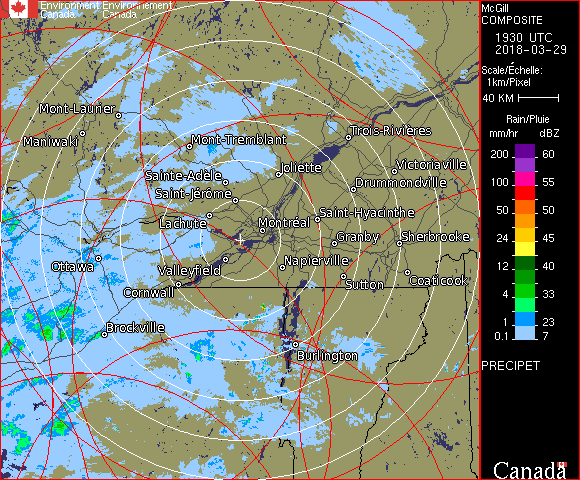 Environment Environnement
Canada Canada
McGill
COMPOSITE
1930 UTC
2018-03-29
Scale/Échelle:
1km/Pixel
40 KM
Rain/Pluie
mm/hr dBZ
200 60
100 55
50 50
24 45
12 40
4 33
1 23
0.1 7
PRECIPET
Canada
Mont-Laurier
Maniwaki
Mont-Tremblant
Trois-Rivières
Sainte-Adèle
Joliette
Victoriaville
Saint-Jérôme
Drummondville
Lachute
Saint-Hyacinthe
Montréal
Granby
Sherbrooke
Ottawa
Valleyfield
Napierville
Cornwall
Sutton
Coaticook
Brockville
Burlington